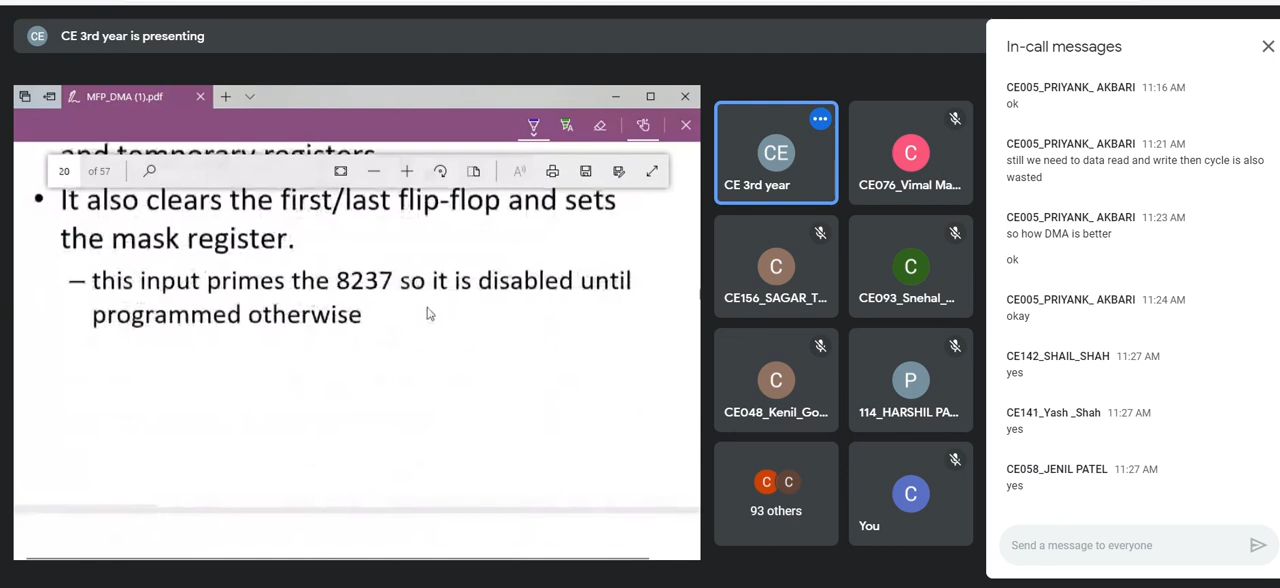 CE
CE 3rd year is presenting
MFP_DMA (1).pdf
and temporary registers
20 of 57
• It also clears the first/last flip-flop and sets
the mask register.
– this input primes the 8237 so it is disabled until
programmed otherwise
CE
CE 3rd year
C
CE076_Vimal Ma...
C
CE156_SAGAR_T...
C
CE093_Snehal_...
C
CE048_Kenil_Go...
P
114_HARSHIL PA...
C C
93 others
C
You
In-call messages
CE005_PRIYANK_ AKBARI 11:16 AM
ok
CE005_PRIYANK_ AKBARI 11:21 AM
still we need to data read and write then cycle is also
wasted
CE005_PRIYANK_ AKBARI 11:23 AM
so how DMA is better
ok
CE005_PRIYANK_ AKBARI 11:24 AM
okay
CE142_SHAIL_SHAH 11:27 AM
yes
CE141_Yash _Shah 11:27 AM
yes
CE058_JENIL PATEL 11:27 AM
yes
Send a message to everyone